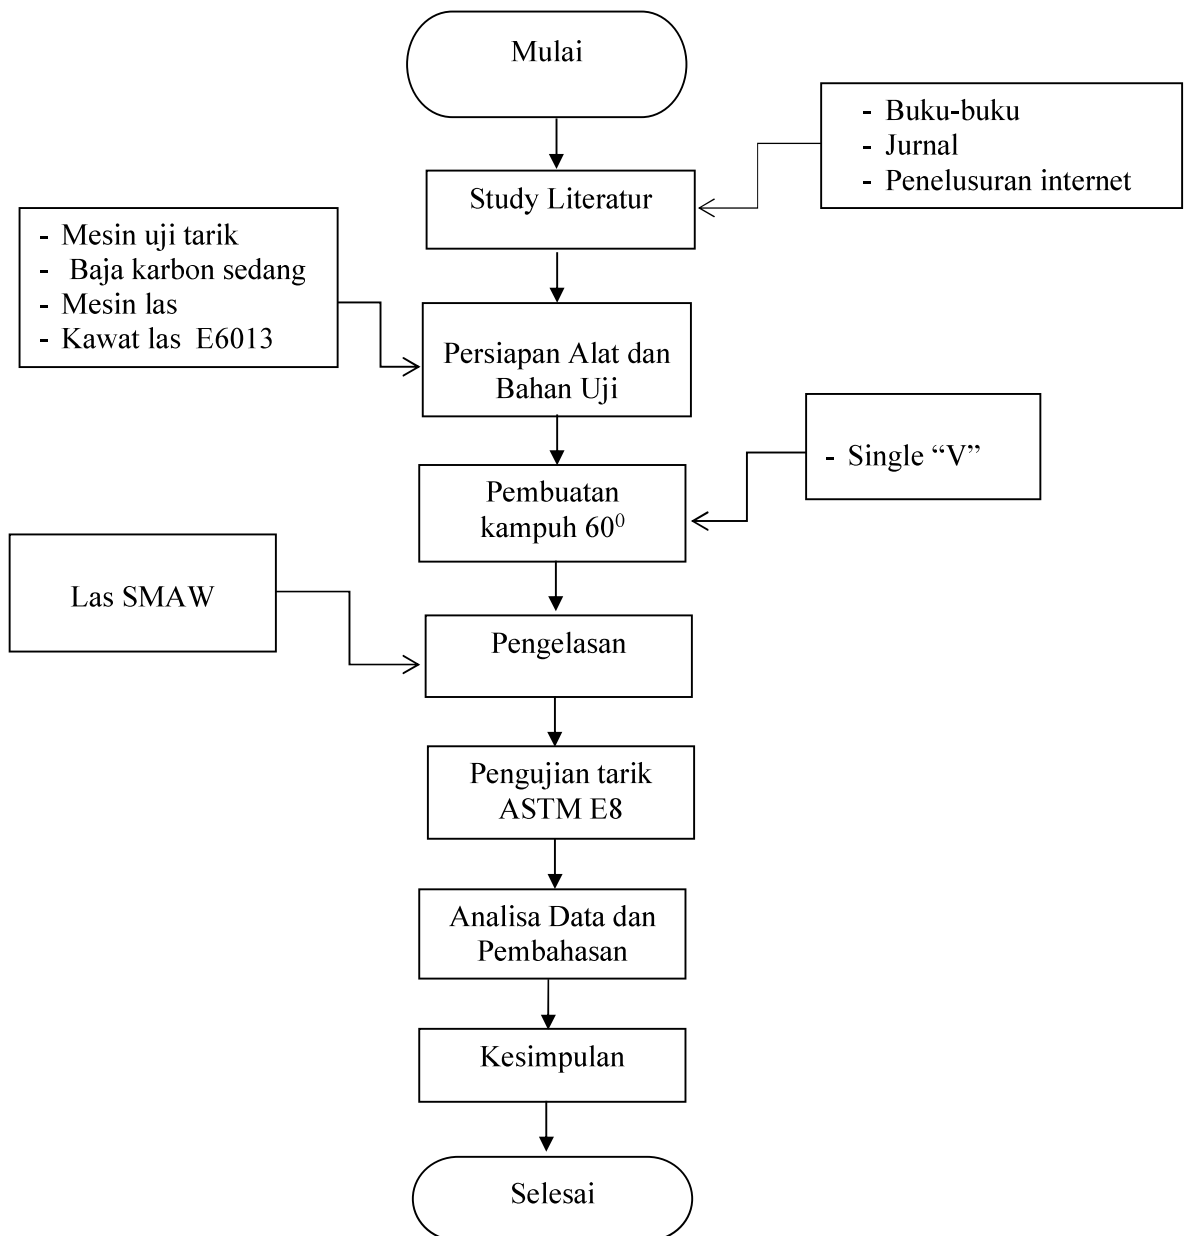 Mulai
- Buku-buku
- Jurnal
- Penelusuran internet
Study Literatur
- Mesin uji tarik
- Baja karbon sedang
- Mesin las
- Kawat las E6013
Persiapan Alat dan
Bahan Uji
- Single “V”
Pembuatan
kampuh 60⁰
Las SMAW
Pengelasan
Pengujian tarik
ASTM E8
Analisa Data dan
Pembahasan
Kesimpulan
Selesai